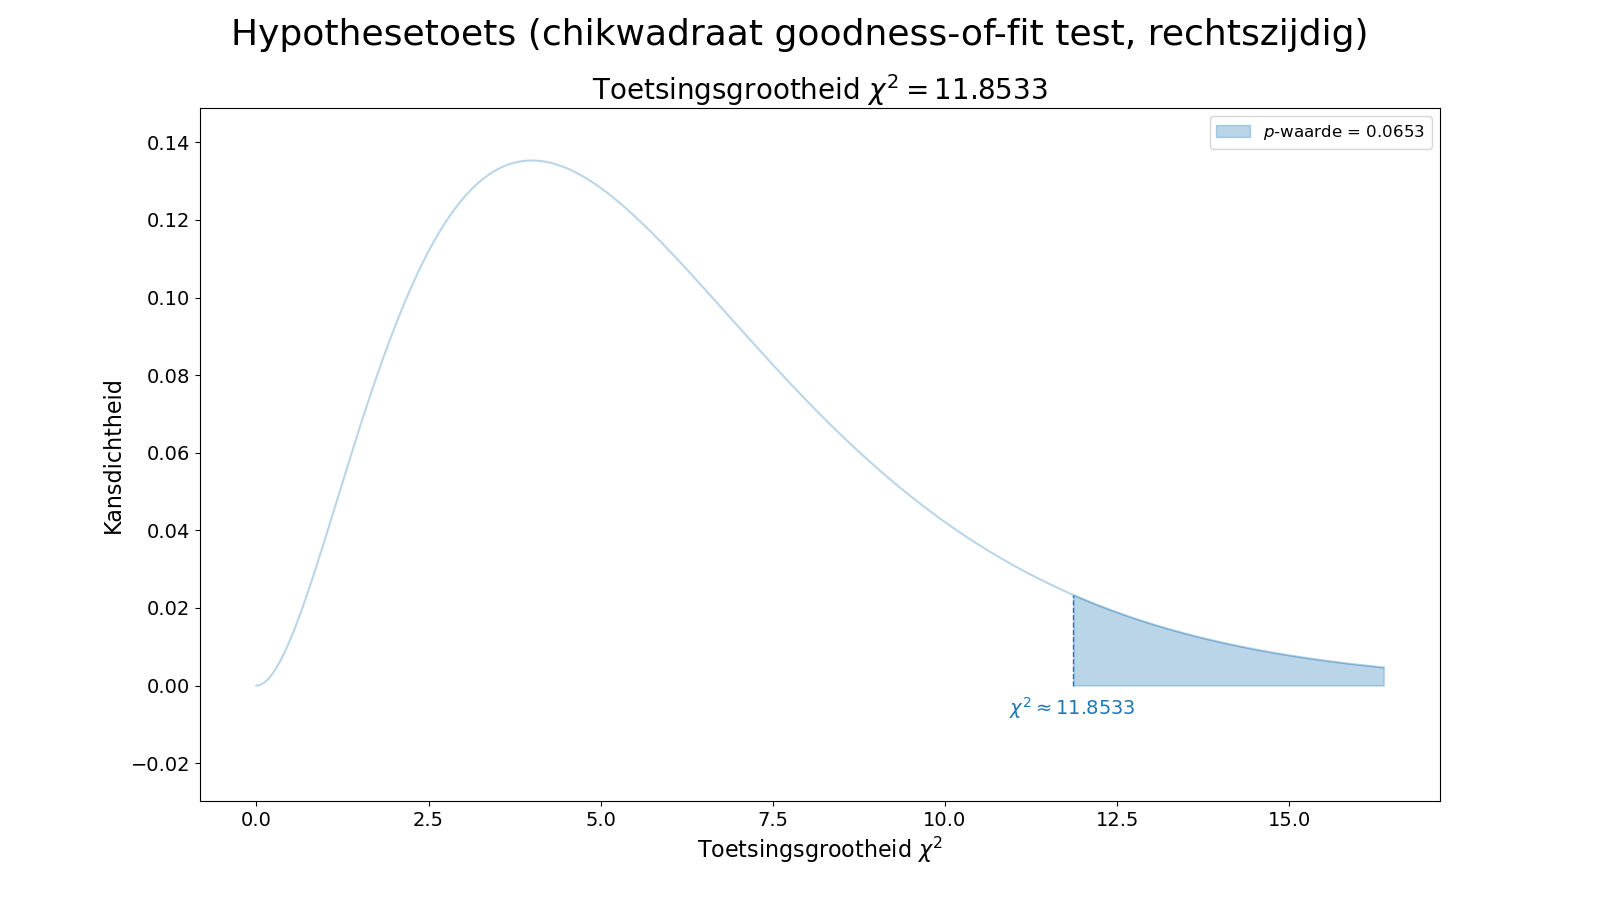 Hypothesetoets (chikwadraat goodness-of-fit test, rechtszijdig)
Toetsingsgrootheid χ² = 11.8533
p-waarde = 0.0653
0.14
0.12
0.10
0.08
0.06
0.04
0.02
0.00
−0.02
Kansdichtheid
χ² ≈ 11.8533
0.0 2.5 5.0 7.5 10.0 12.5 15.0
Toetsingsgrootheid χ²